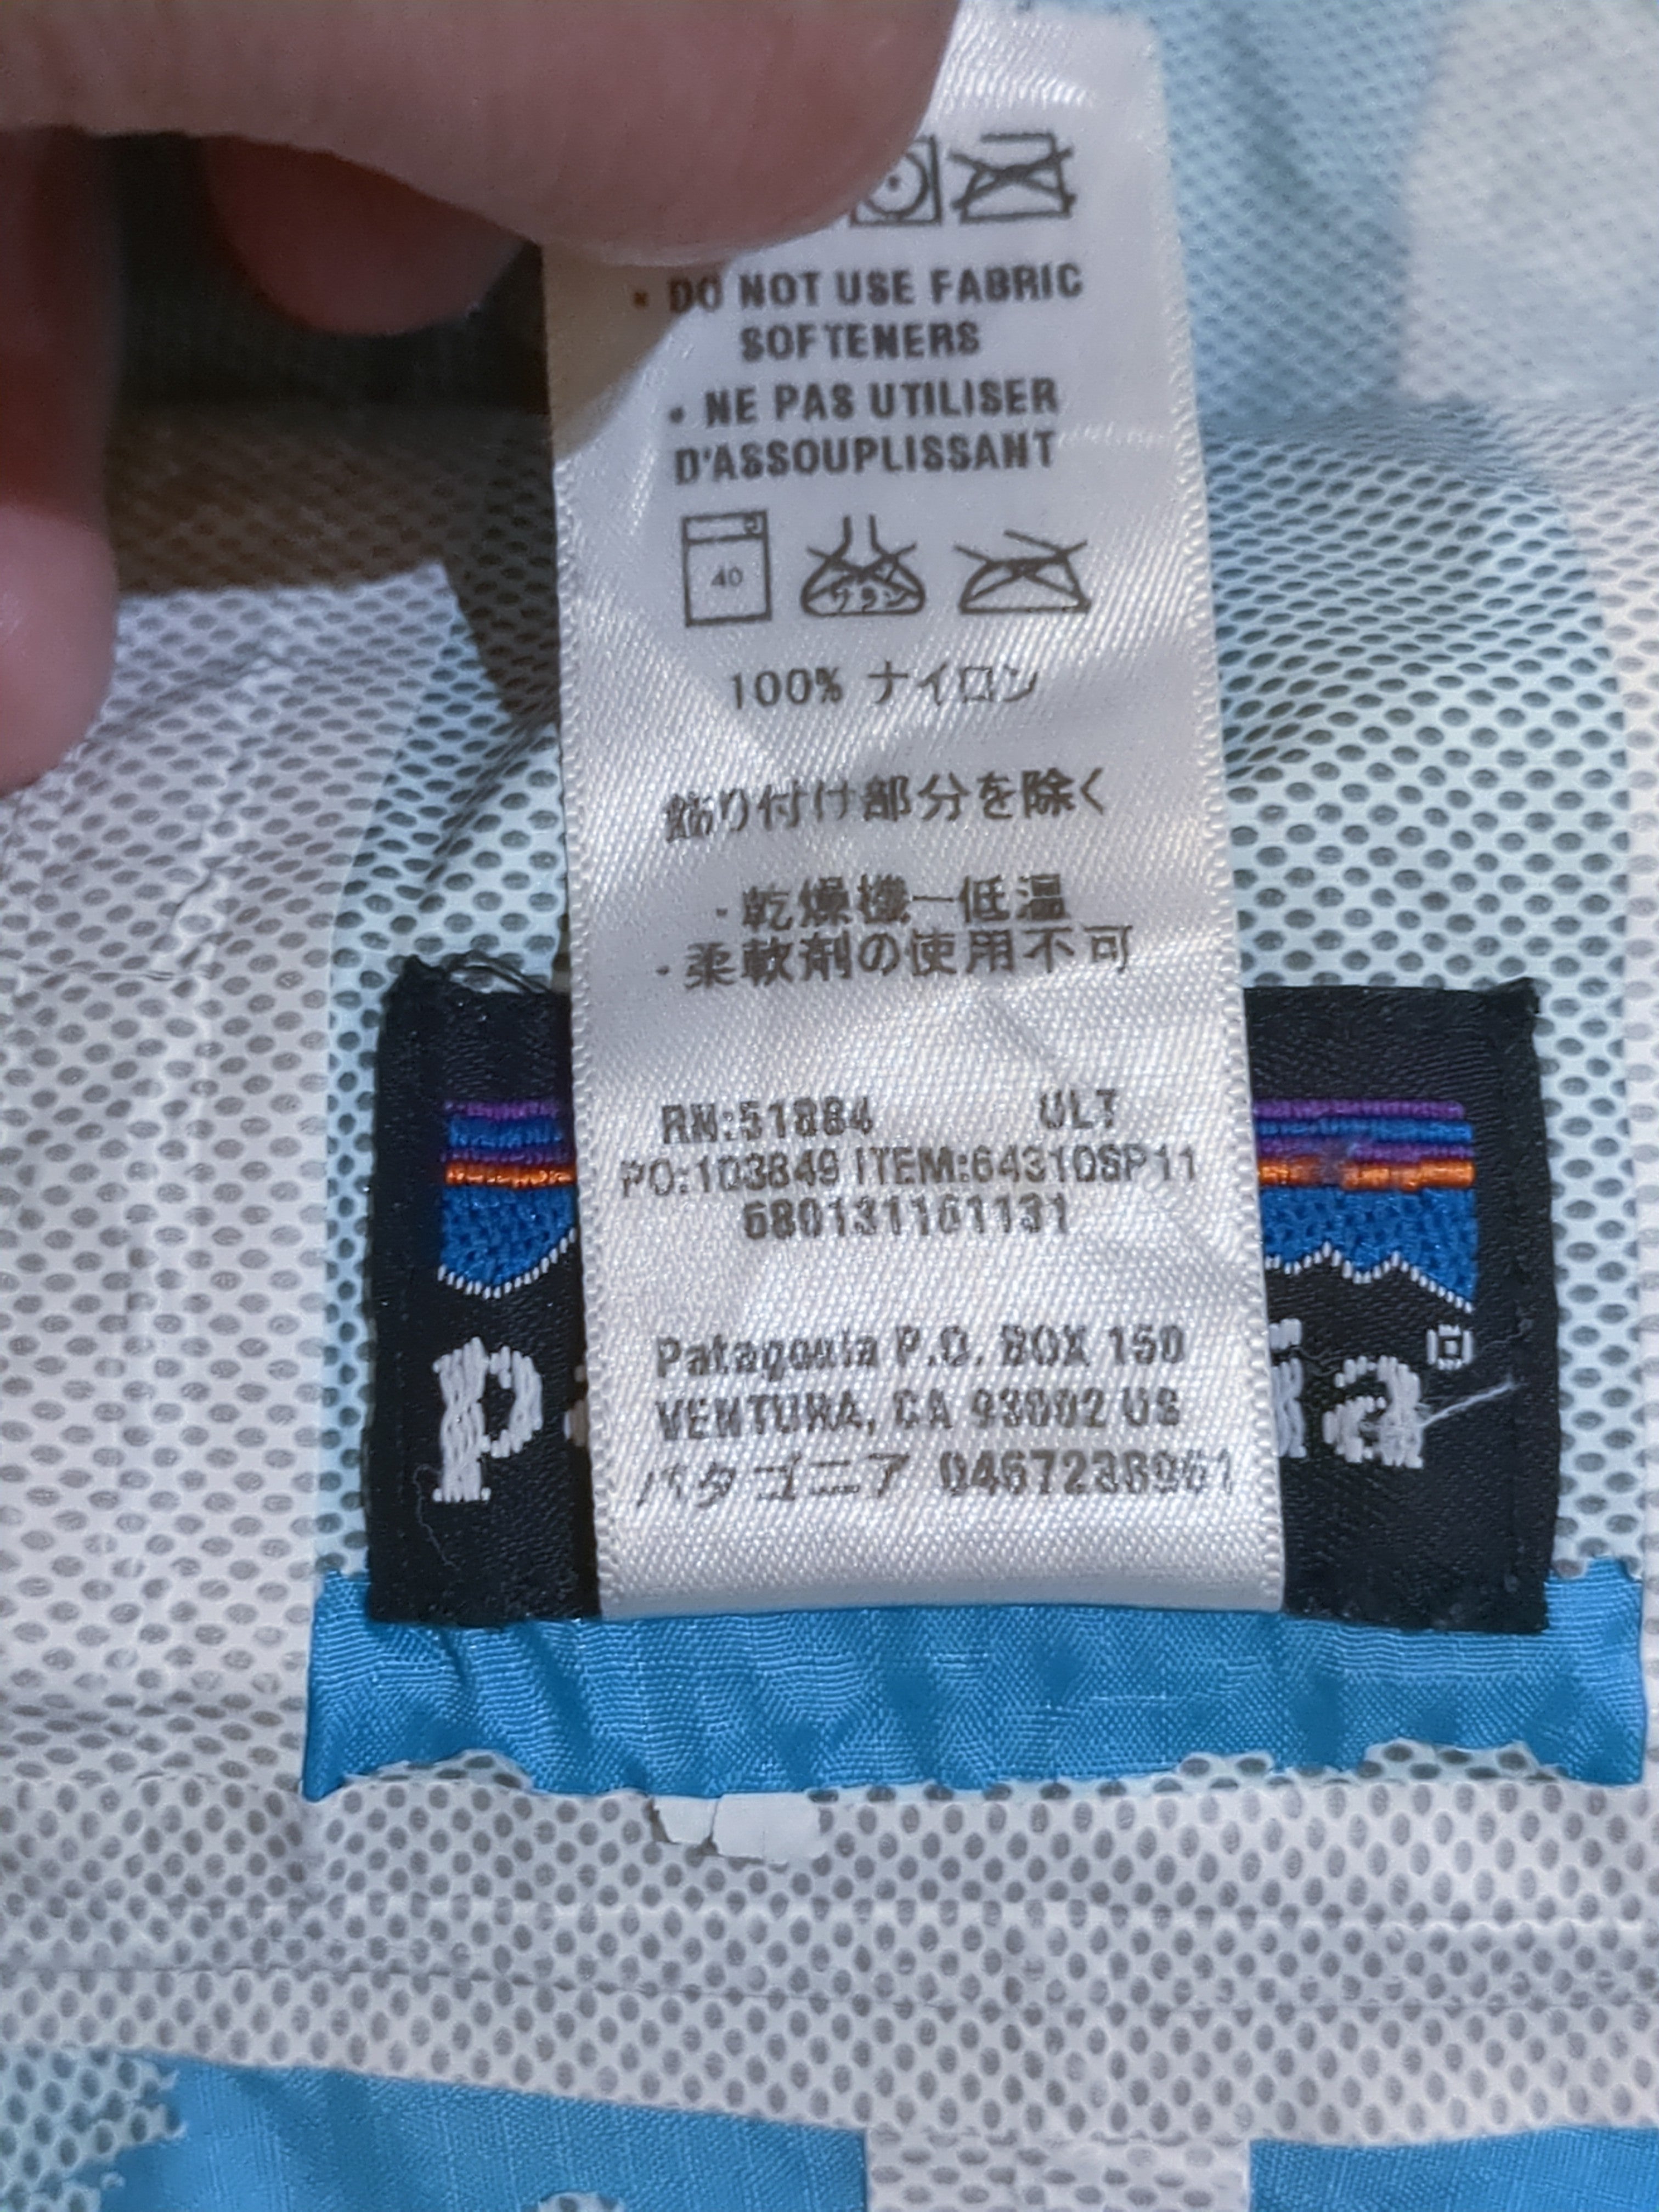 • DO NOT USE FABRIC
SOFTENERS
• NE PAS UTILISER
D'ASSOUPLISSANT
40
100% ナイロン
飾り付け部分を除く
・乾燥機ー低温
・柔軟剤の使用不可
RN:51884 ULT
PO:103849 ITEM:64310SP11
680131161131
Patagonia P.O. BOX 150
VENTURA, CA 93002 US
パタゴニア 0467238961